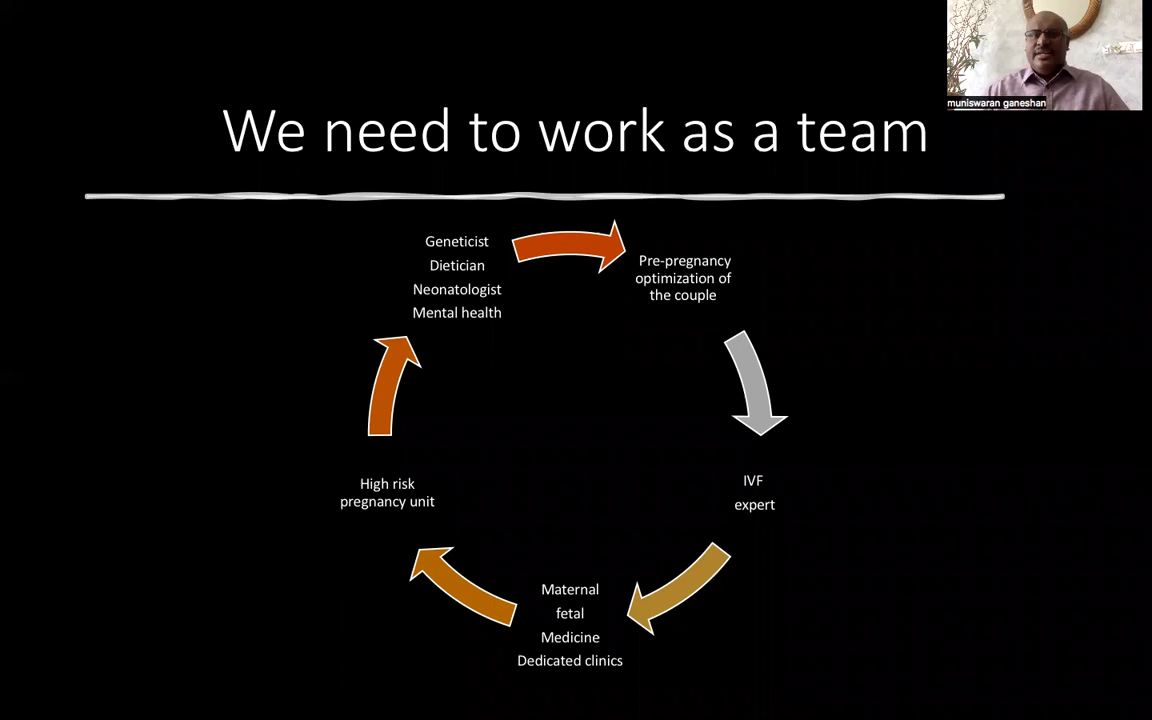 muniswaran ganeshan
We need to work as a team
Geneticist
Dietician
Neonatologist
Mental health
Pre-pregnancy
optimization of
the couple
IVF
expert
Maternal
fetal
Medicine
Dedicated clinics
High risk
pregnancy unit